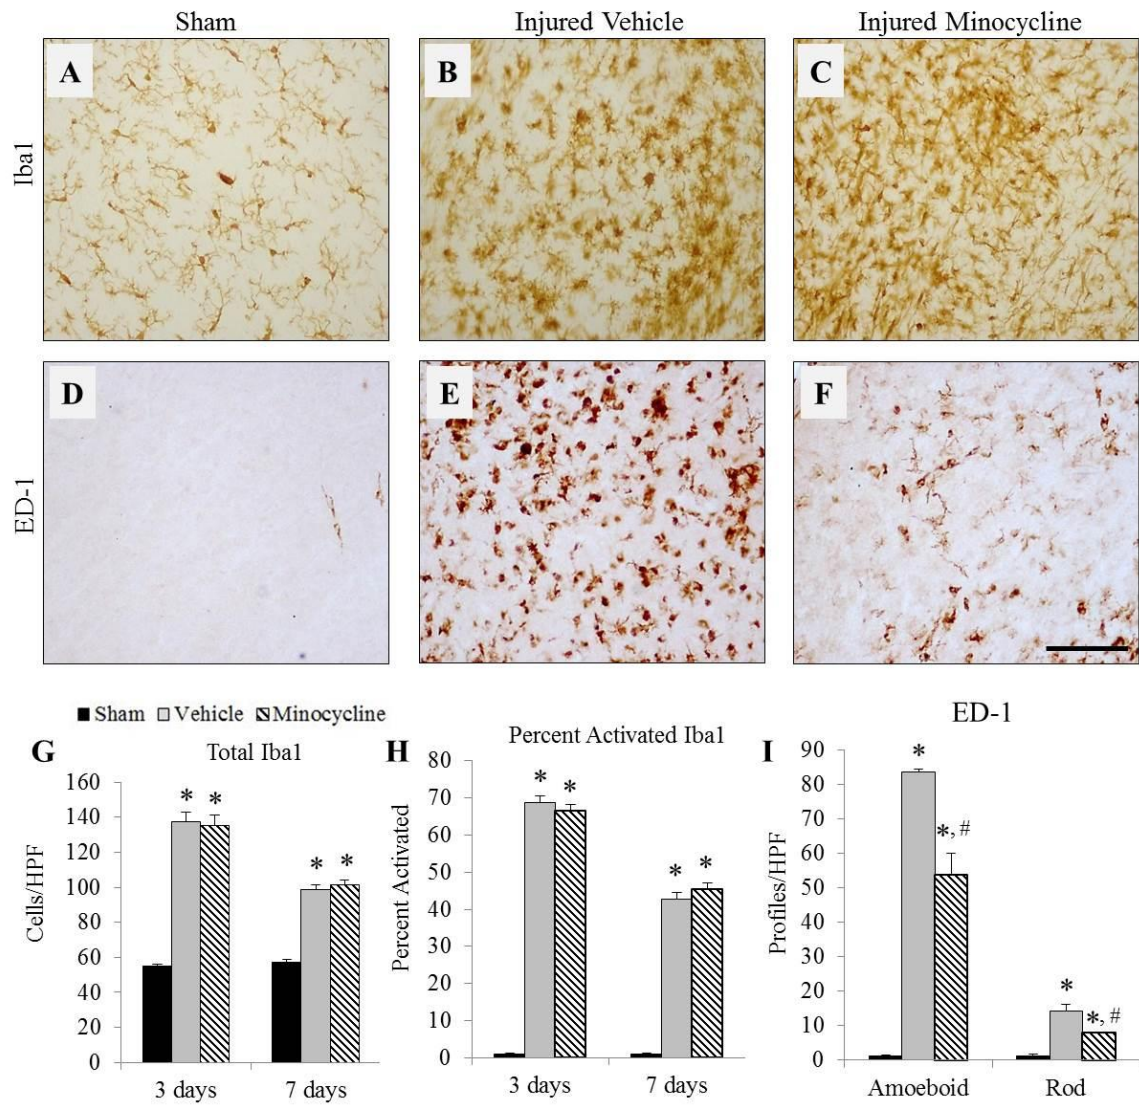 Sham
Injured Vehicle
Injured Minocycline
Iba1
A
B
C
ED-1
D
E
F
Sham Vehicle Minocycline
G
Total Iba1
Cells/HPF
160
140
120
100
80
60
40
20
0
* *
* *
3 days 7 days
H
Percent Activated Iba1
Percent Activated
80
70
60
50
40
30
20
10
0
* *
* *
3 days 7 days
I
ED-1
Profiles/HPF
90
80
70
60
50
40
30
20
10
0
*
*, #
*
*, #
Amoeboid Rod